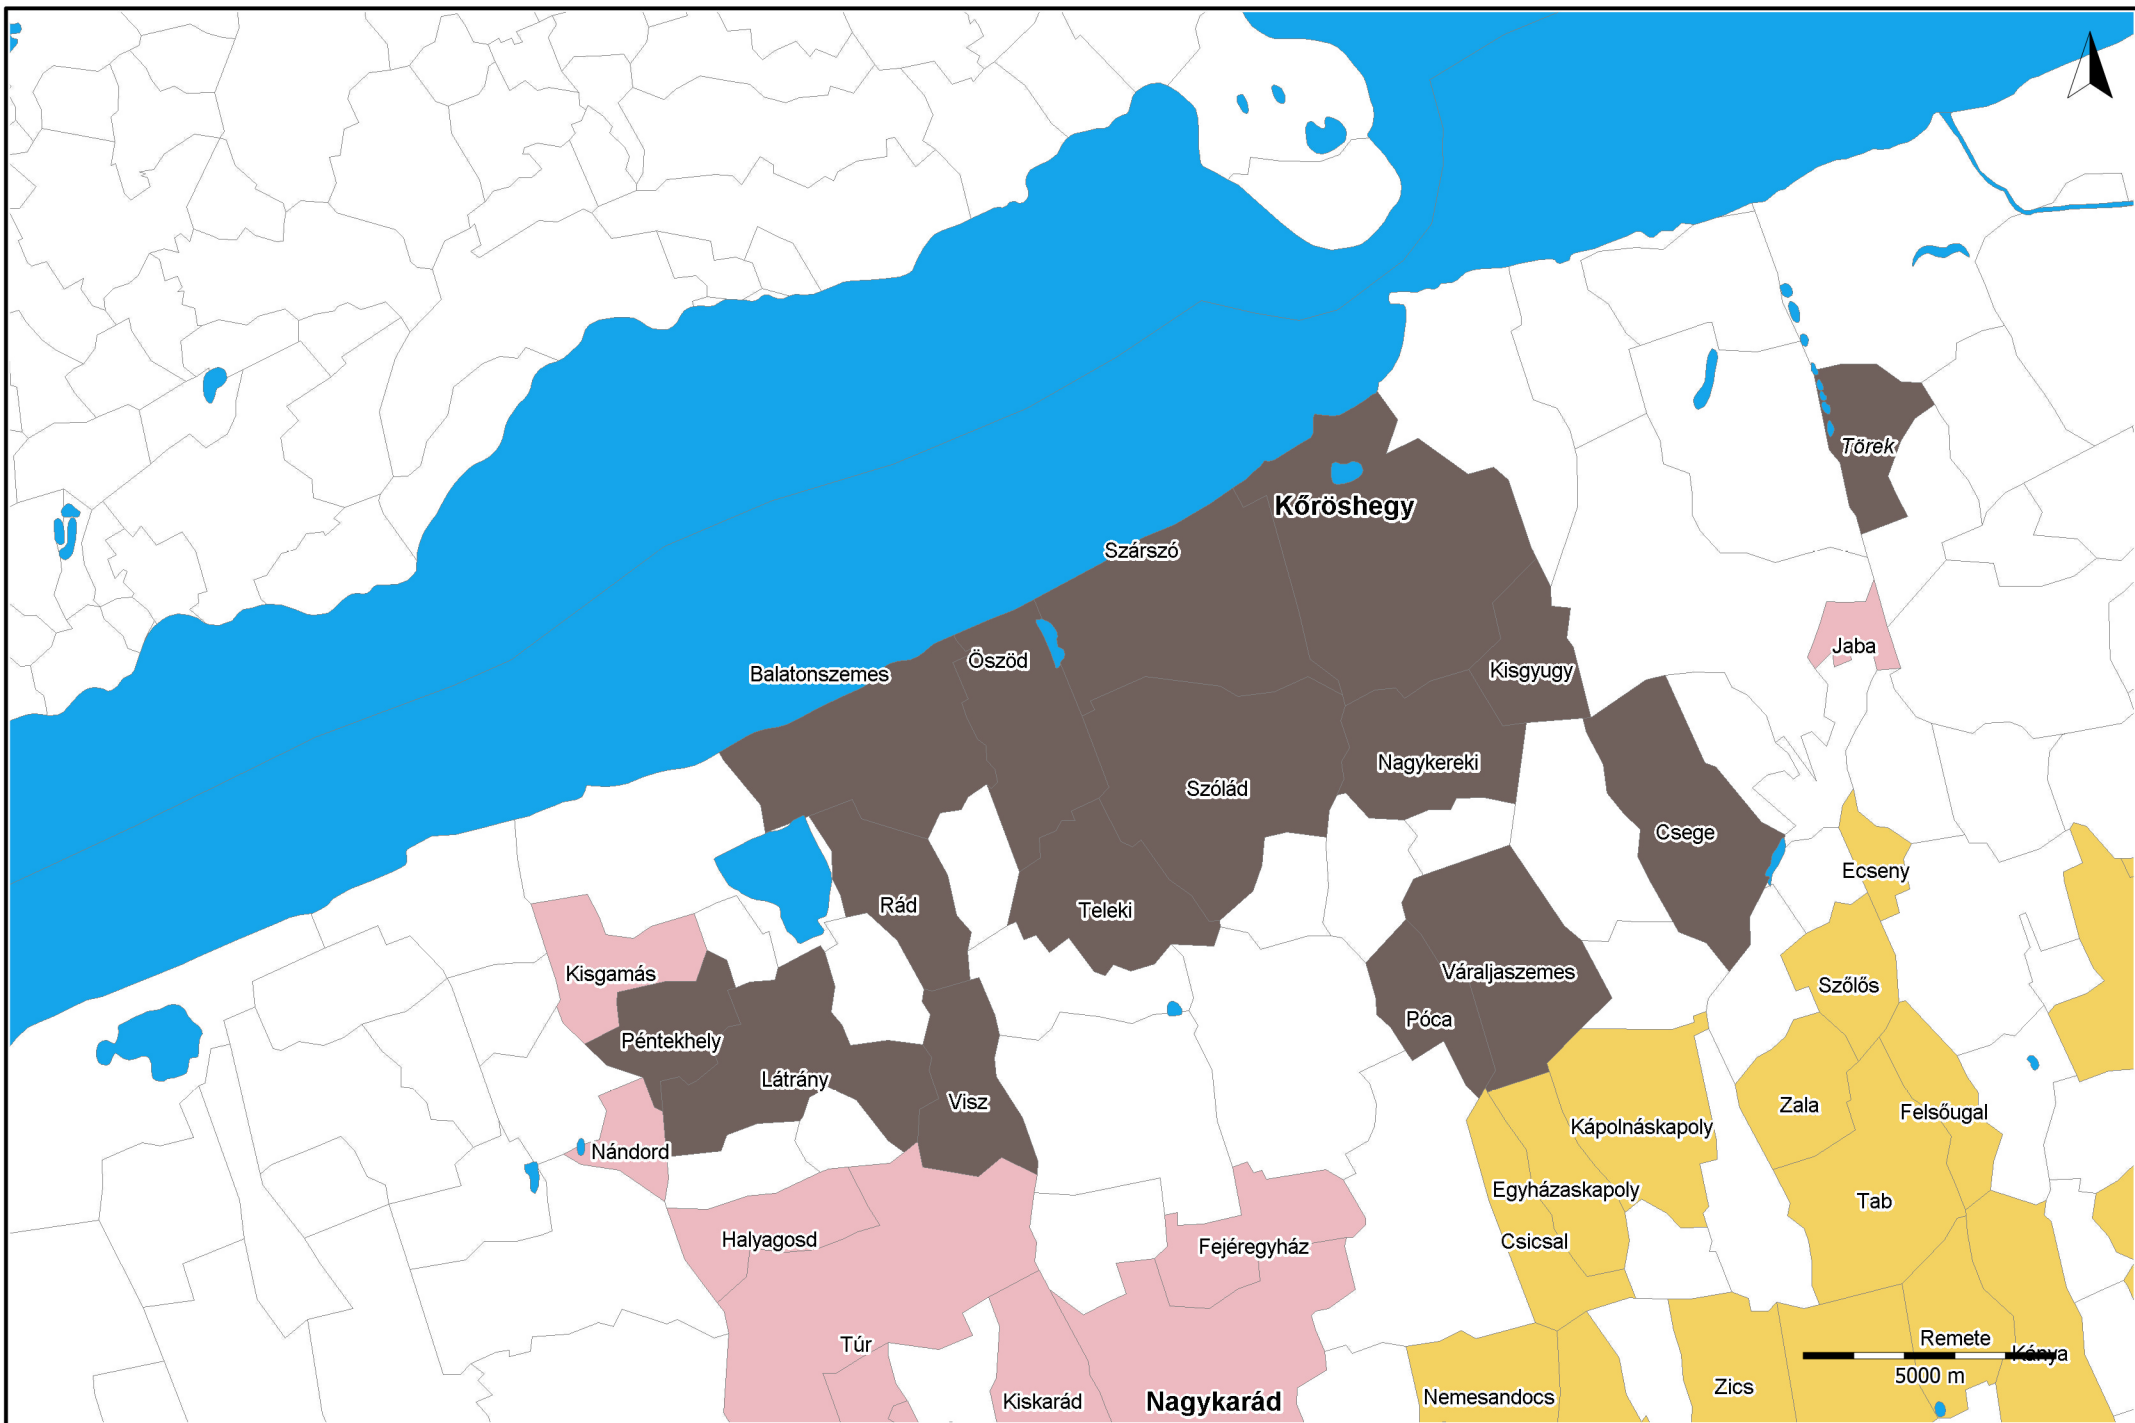 Törek
Kőröshegy
Szárszó
Jaba
Öszöd
Kisgyugy
Balatonszemes
Nagykereki
Szólád
Csege
Ecseny
Rád
Teleki
Kisgamás
Váraljaszemes
Szőlős
Póca
Péntekhely
Látrány
Visz
Zala
Felsőugal
Kápolnáskapoly
Nándord
Egyházaskapoly
Tab
Halyagosd
Fejéregyház
Csicsal
Túr
Remete
Kánya
5000 m
Zics
Nemesandocs
Kiskarád
Nagykarád